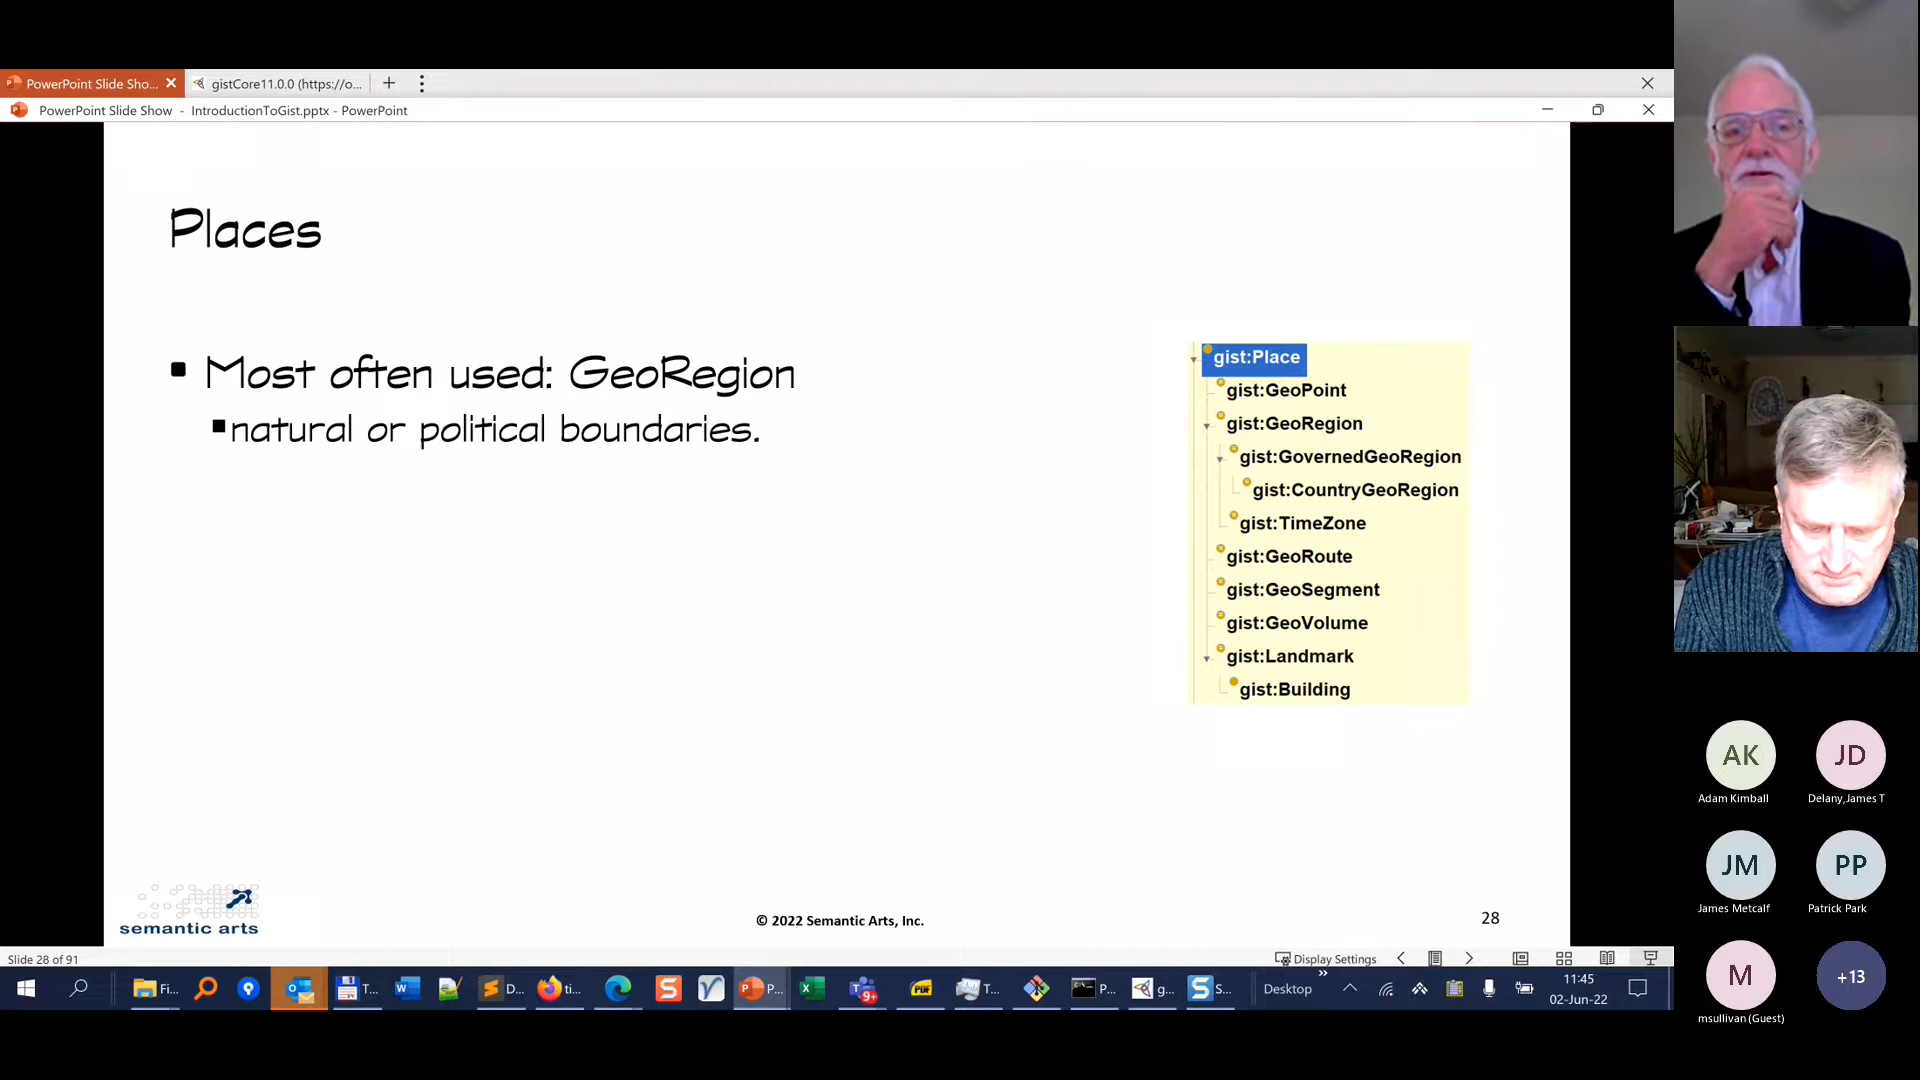 PowerPoint Slide Sho...
gistCore11.0.0 (https://o...
PowerPoint Slide Show - IntroductionToGist.pptx - PowerPoint
Places
Most often used: GeoRegion
natural or political boundaries.
gist:Place
gist:GeoPoint
gist:GeoRegion
gist:GovernedGeoRegion
gist:CountryGeoRegion
gist:TimeZone
gist:GeoRoute
gist:GeoSegment
gist:GeoVolume
gist:Landmark
gist:Building
semantic arts
© 2022 Semantic Arts, Inc.
28
Slide 28 of 91
Display Settings
Fi...
T...
D...
ti...
P...
9+
PDF
T...
P...
g...
S...
Desktop
11:45
02-Jun-22
AK
JD
Adam Kimball
Delany,James T
JM
PP
James Metcalf
Patrick Park
M
+13
msullivan (Guest)